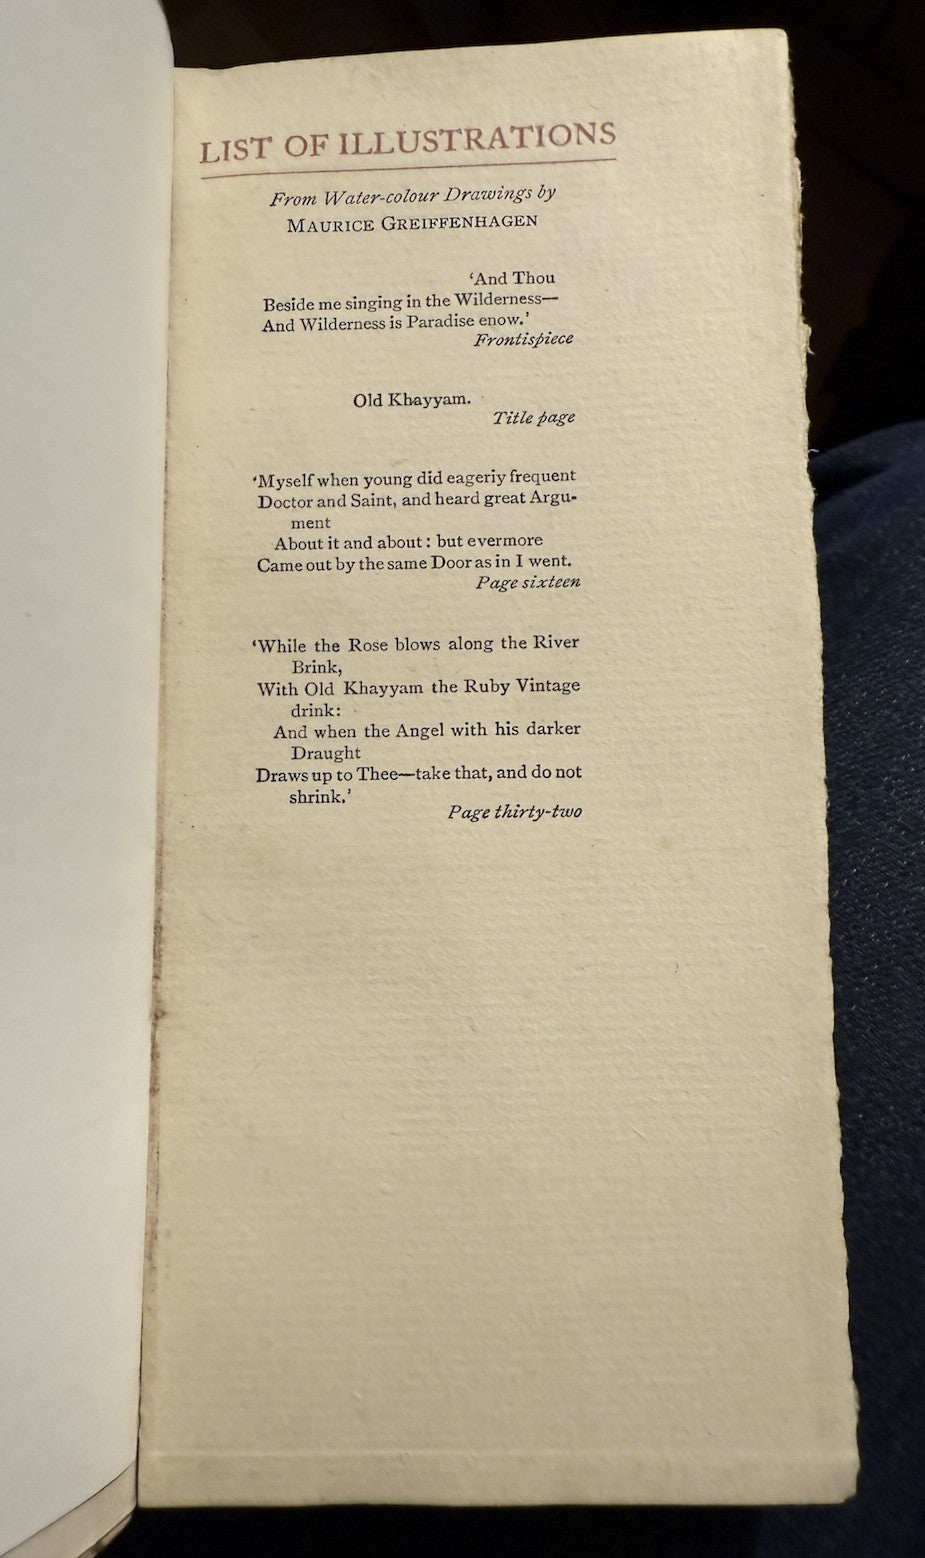 LIST OF ILLUSTRATIONS
From Water-colour Drawings by
MAURICE GREIFFENHAGEN
‘And Thou
Beside me singing in the Wilderness—
And Wilderness is Paradise enow.’
Frontispiece
Old Khayyam.
Title page
‘Myself when young did eageriy frequent
Doctor and Saint, and heard great Argu-
ment
About it and about: but evermore
Came out by the same Door as in I went.
Page sixteen
‘While the Rose blows along the River
Brink,
With Old Khayyam the Ruby Vintage
drink:
And when the Angel with his darker
Draught
Draws up to Thee—take that, and do not
shrink.’
Page thirty-two